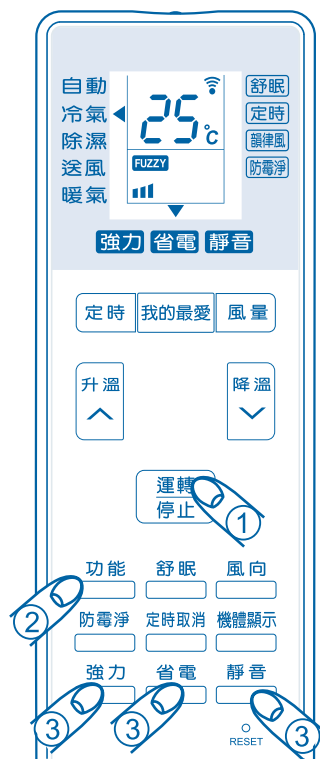 自動
冷氣
除濕
送風
暖氣
25℃
FUZZY
舒眠
定時
韻律風
防霉淨
強力 省電 靜音
定時 我的最愛 風量
升溫 降溫
運轉
停止
①
功能 舒眠 風向
②
防霉淨 定時取消 機體顯示
強力 省電 靜音
③ ③ ③
RESET